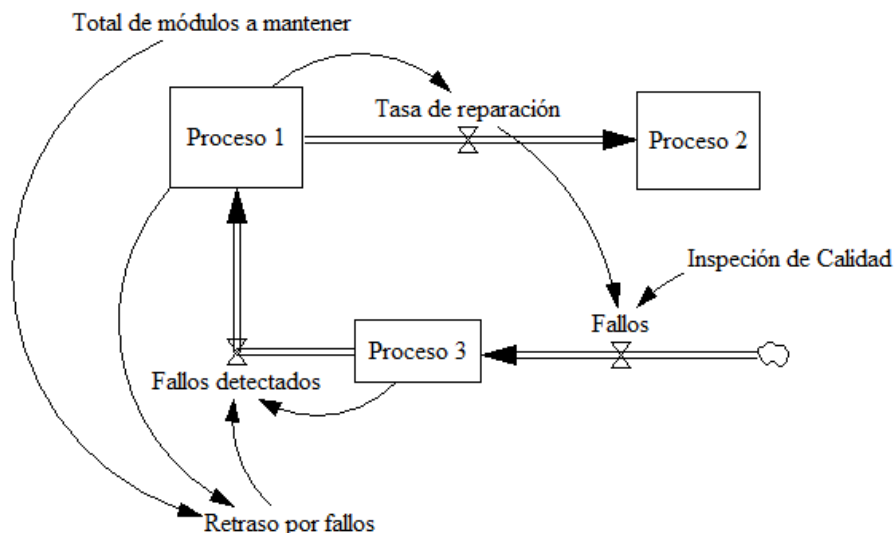 Total de módulos a mantener
Tasa de reparación
Proceso 1
Proceso 2
Inspeción de Calidad
Fallos
Proceso 3
Fallos detectados
Retraso por fallos